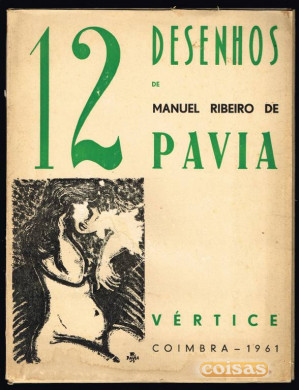 12 DESENHOS
DE
MANUEL RIBEIRO DE
PAVIA
VÉRTICE
COIMBRA – 1961
coisas.